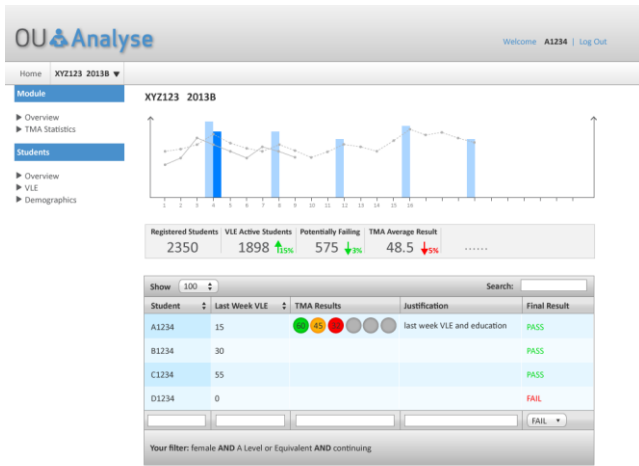 OU Analyse
Welcome A1234 | Log Out
Home XYZ123 2013B
Module
Overview
TMA Statistics
Students
Overview
VLE
Demographics
XYZ123 2013B
1 2 3 4 5 6 7 8 9 10 11 12 13 14 15 16
Registered Students VLE Active Students Potentially Failing TMA Average Result
2350 1898 15% 575 3% 48.5 5% ......
Show 100 Search:
Student Last Week VLE TMA Results Justification Final Result
A1234 15 60 45 last week VLE and education PASS
B1234 30 PASS
C1234 55 PASS
D1234 0 FAIL
FAIL
Your filter: female AND A Level or Equivalent AND continuing